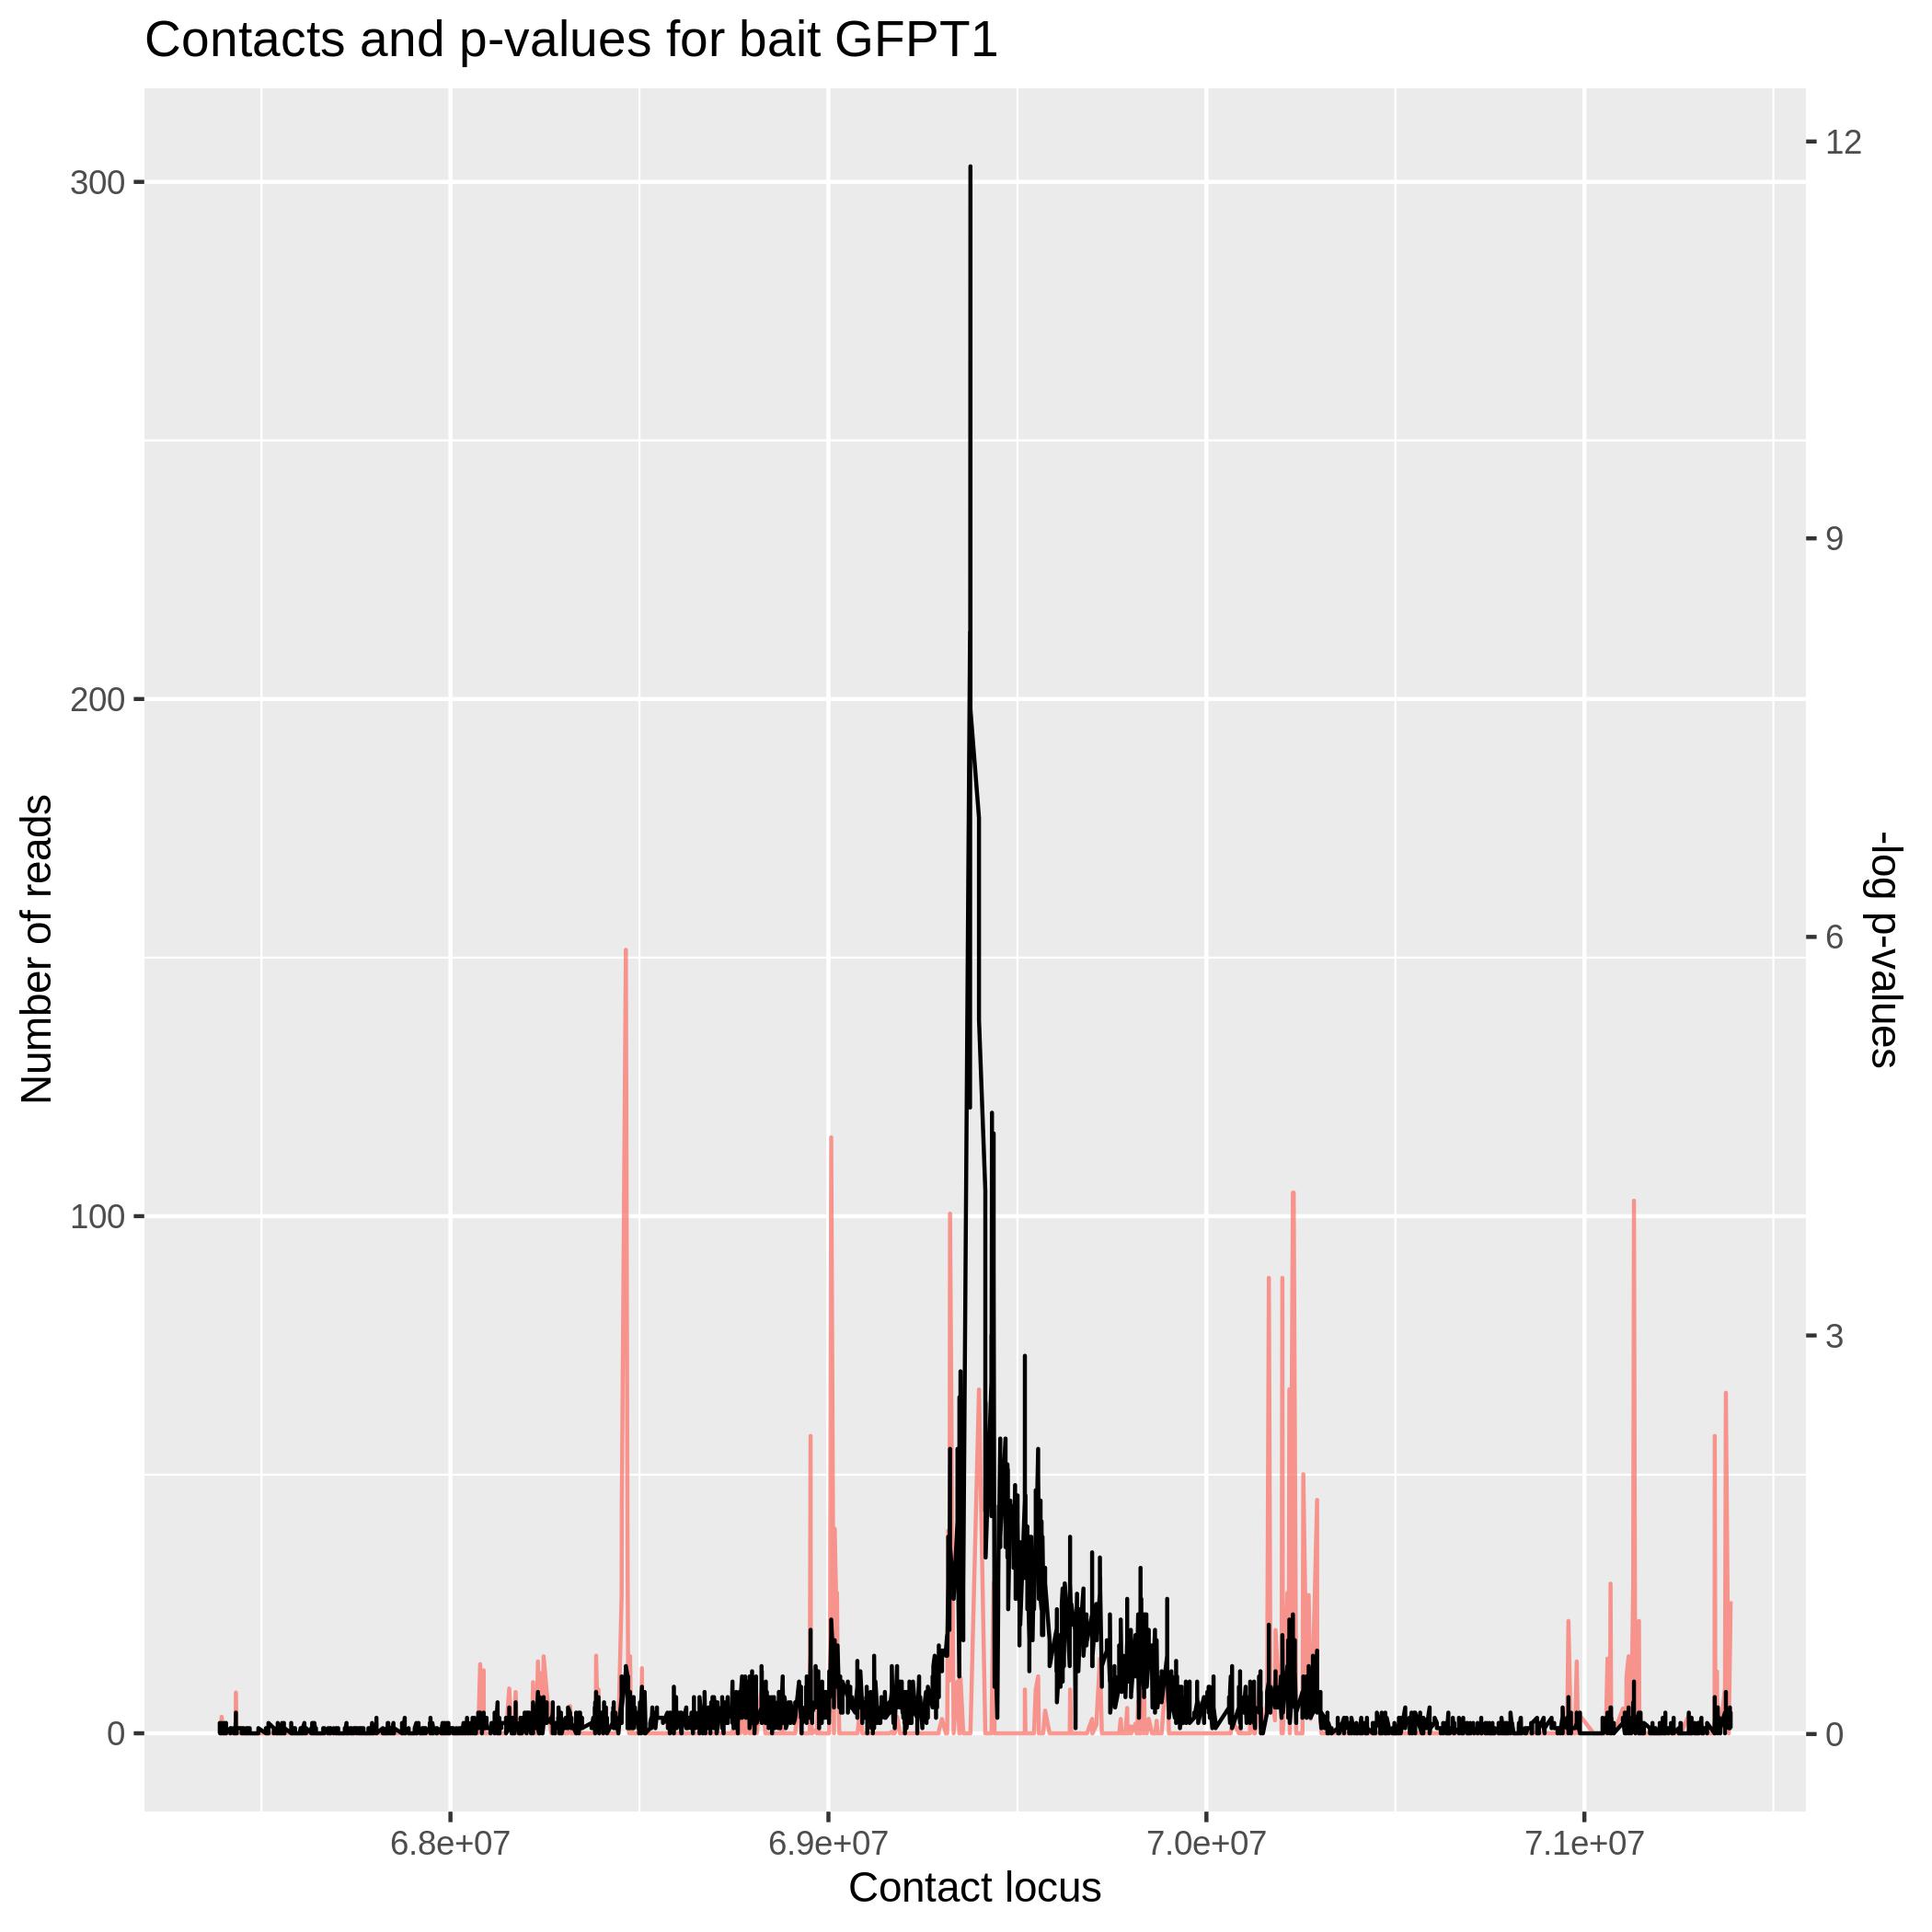 Contacts and p-values for bait GFPT1
Number of reads
300
200
100
0
12
9
6
3
0
-log p-values
6.8e+07 6.9e+07 7.0e+07 7.1e+07
Contact locus